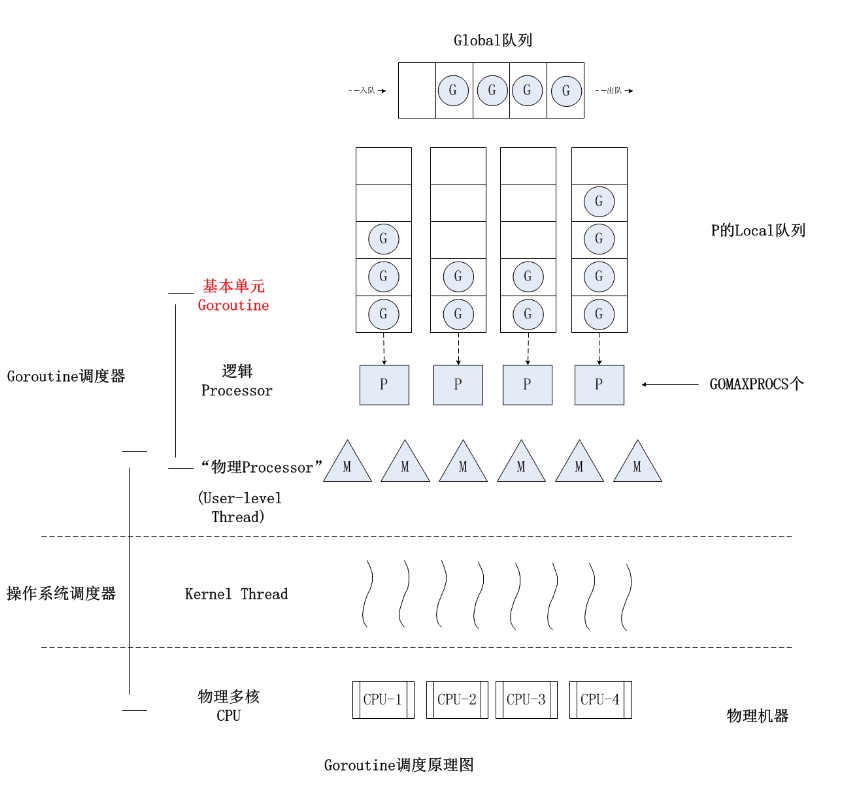 Global队列
--入队
G G G G
--出队
G
P的Local队列
G G
基本单元
G G G G
Goroutine
G G G G
Goroutine调度器
逻辑
Processor
P P P P
GOMAXPROCS个
“物理Processor”
M M M M M M
(User-level
Thread)
操作系统调度器
Kernel Thread
物理多核
CPU
CPU-1 CPU-2 CPU-3 CPU-4
物理机器
Goroutine调度原理图